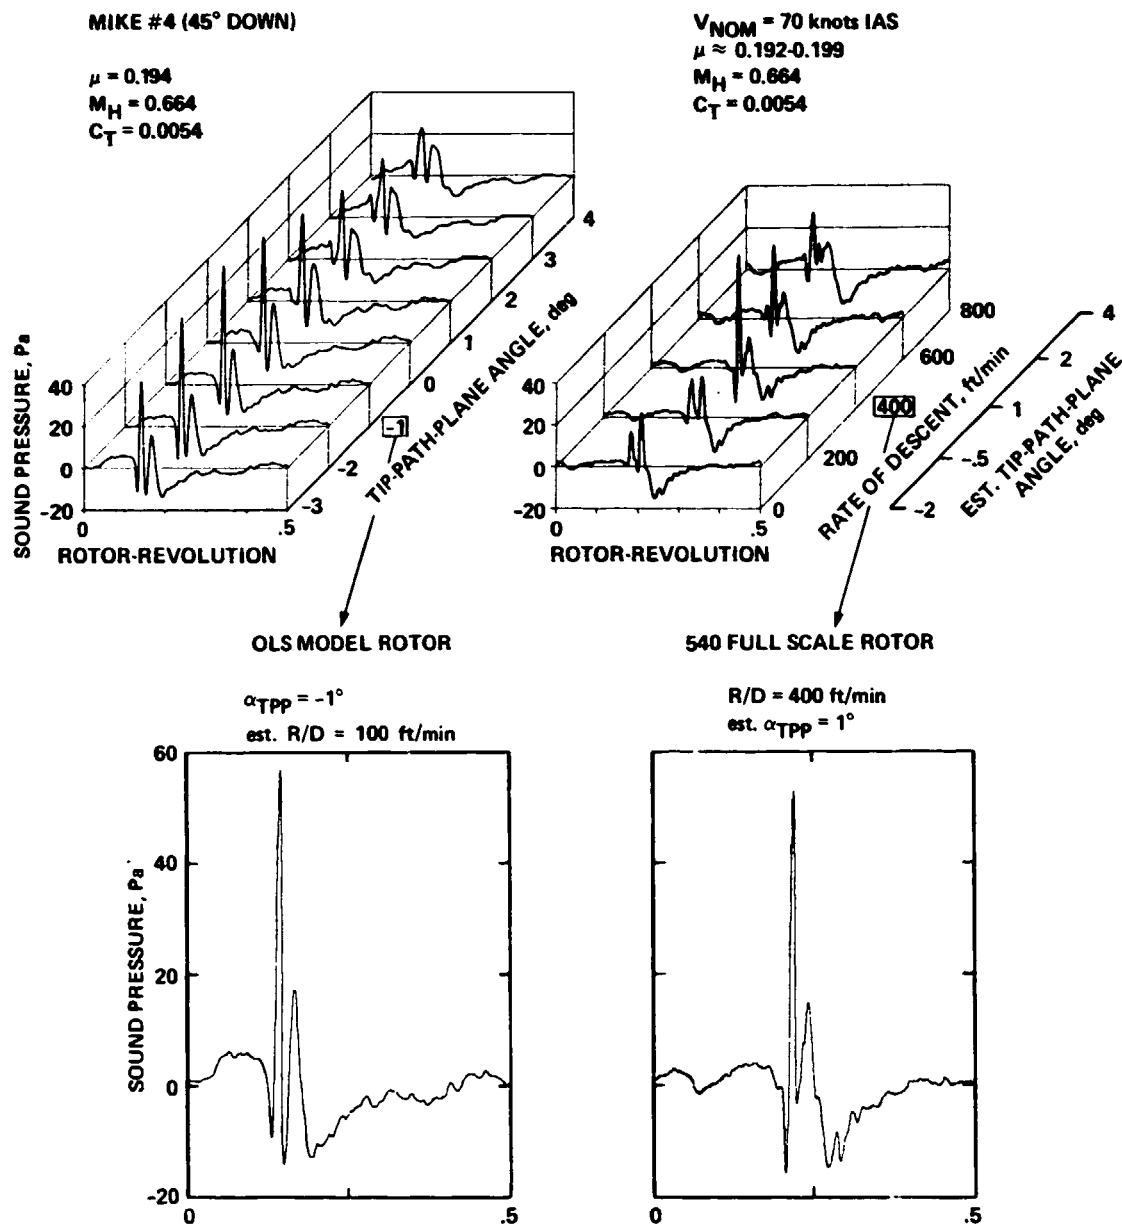 MIKE #4 (45° DOWN)
μ = 0.194
M_H = 0.664
C_T = 0.0054
V_NOM = 70 knots IAS
μ ≈ 0.192-0.199
M_H = 0.664
C_T = 0.0054
SOUND PRESSURE, Pa
40
20
0
-20
0
.5
ROTOR-REVOLUTION
-3
-2
-1
0
1
2
3
4
TIP-PATH-PLANE ANGLE, deg
40
20
0
-20
0
.5
ROTOR-REVOLUTION
0
200
400
600
800
RATE OF DESCENT, ft/min
-2
-.5
1
2
4
EST. TIP-PATH-PLANE
ANGLE, deg
OLS MODEL ROTOR
α_TPP = -1°
est. R/D = 100 ft/min
540 FULL SCALE ROTOR
R/D = 400 ft/min
est. α_TPP = 1°
SOUND PRESSURE, Pa
60
40
20
0
-20
0
.5
0
.5